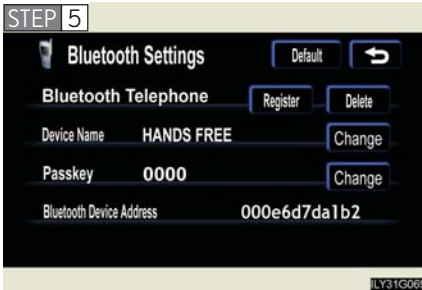 STEP 5
Bluetooth Settings Default
Bluetooth Telephone Register Delete
Device Name HANDS FREE Change
Passkey 0000 Change
Bluetooth Device Address 000e6d7da1b2
ILY31G069